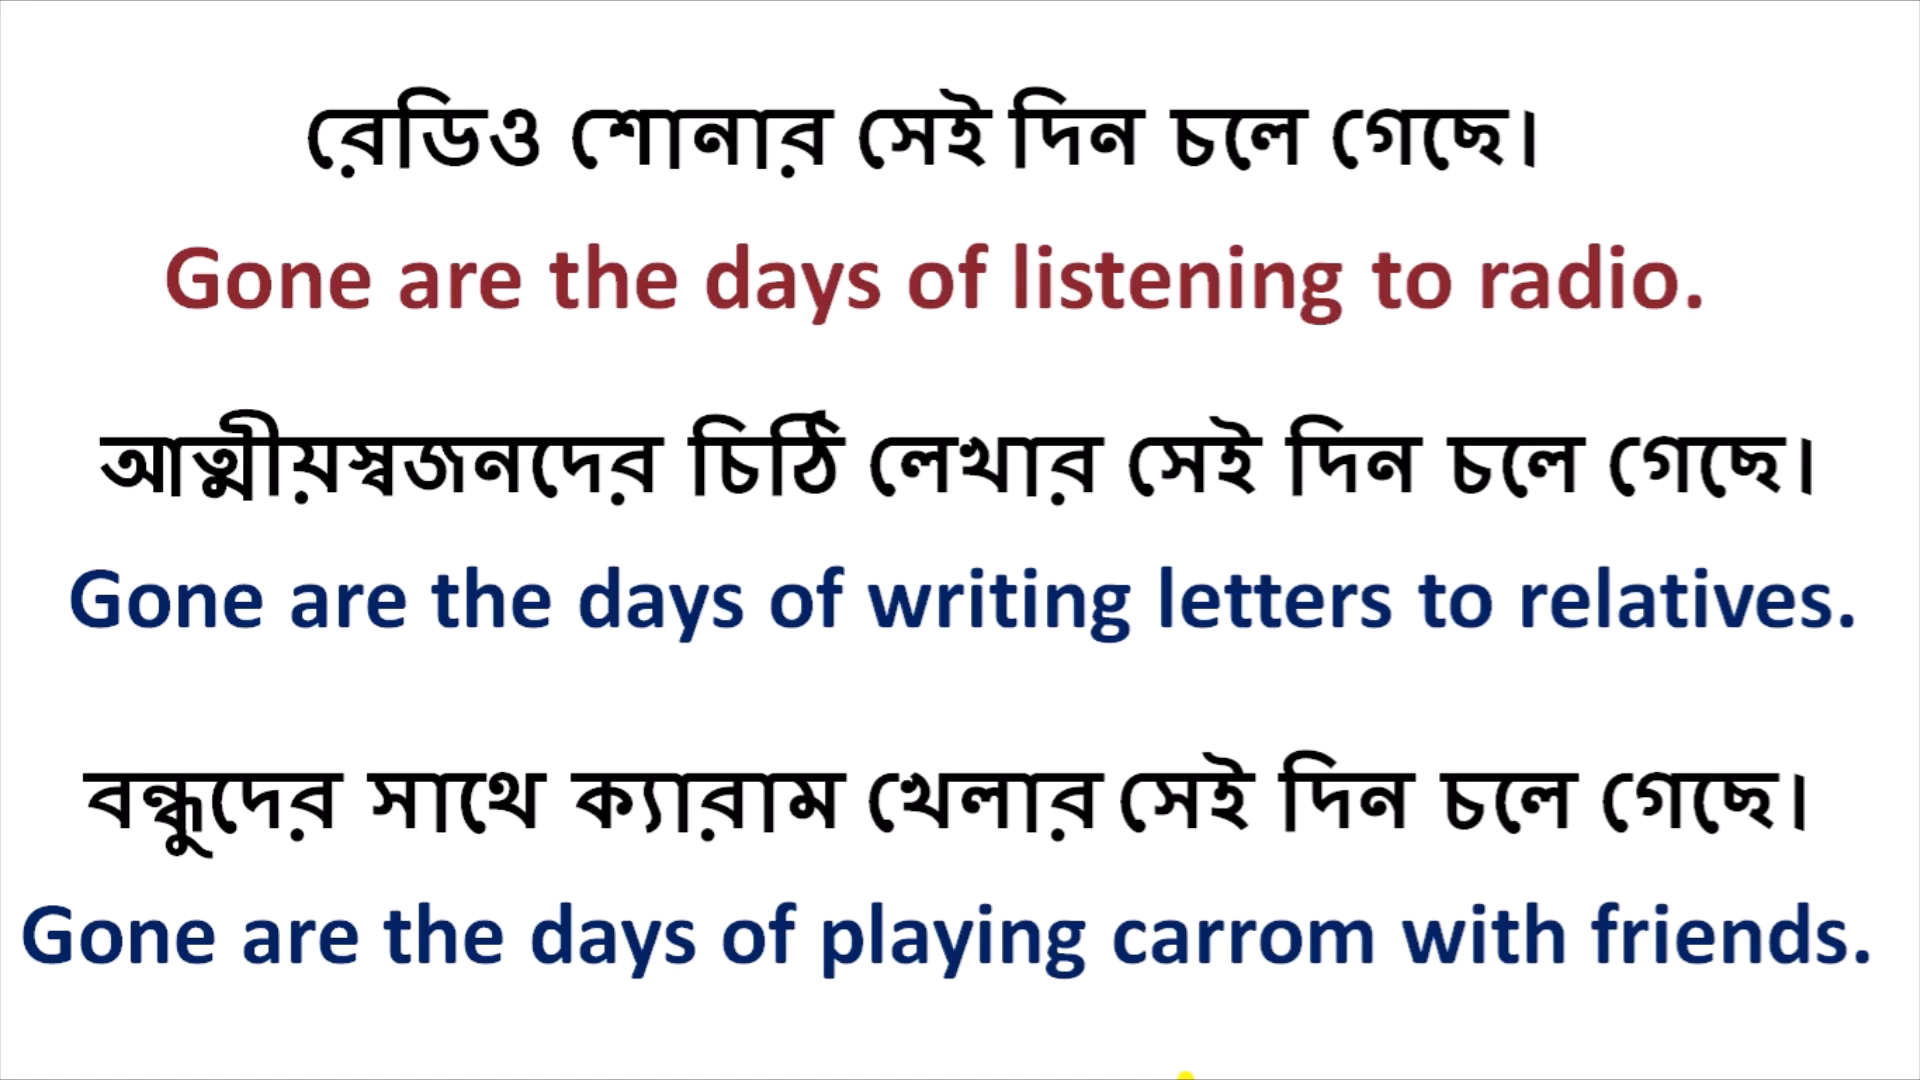 রেডিও শোনার সেই দিন চলে গেছে।
Gone are the days of listening to radio.
আত্মীয়স্বজনদের চিঠি লেখার সেই দিন চলে গেছে।
Gone are the days of writing letters to relatives.
বন্ধুদের সাথে ক্যারাম খেলার সেই দিন চলে গেছে।
Gone are the days of playing carrom with friends.